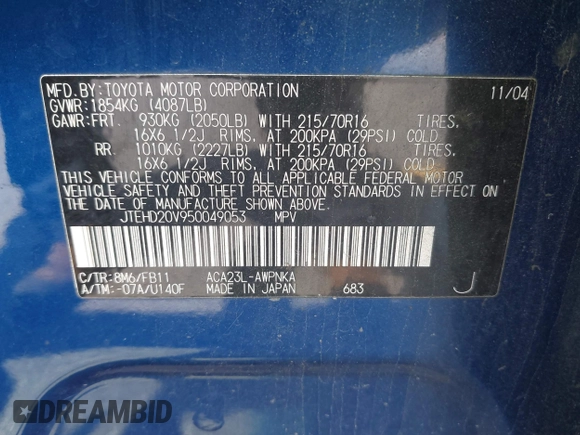 MFD.BY:TOYOTA MOTOR CORPORATION 11/04
GVWR:1854KG (4087LB)
GAWR:FRT. 930KG (2050LB) WITH 215/70R16 TIRES,
16X6 1/2J RIMS, AT 200KPA (29PSI) COLD
RR. 1010KG (2227LB) WITH 215/70R16 TIRES,
16X6 1/2J RIMS, AT 200KPA (29PSI) COLD
THIS VEHICLE CONFORMS TO ALL APPLICABLE FEDERAL MOTOR
VEHICLE SAFETY AND THEFT PREVENTION STANDARDS IN EFFECT ON
THE DATE OF MANUFACTURE SHOWN ABOVE.
JTEHD20V950049053 MPV
C/TR:8M6/FB11 ACA23L-AWPNKA
A/TM:-07A/U140F MADE IN JAPAN 683 J
DREAMBID